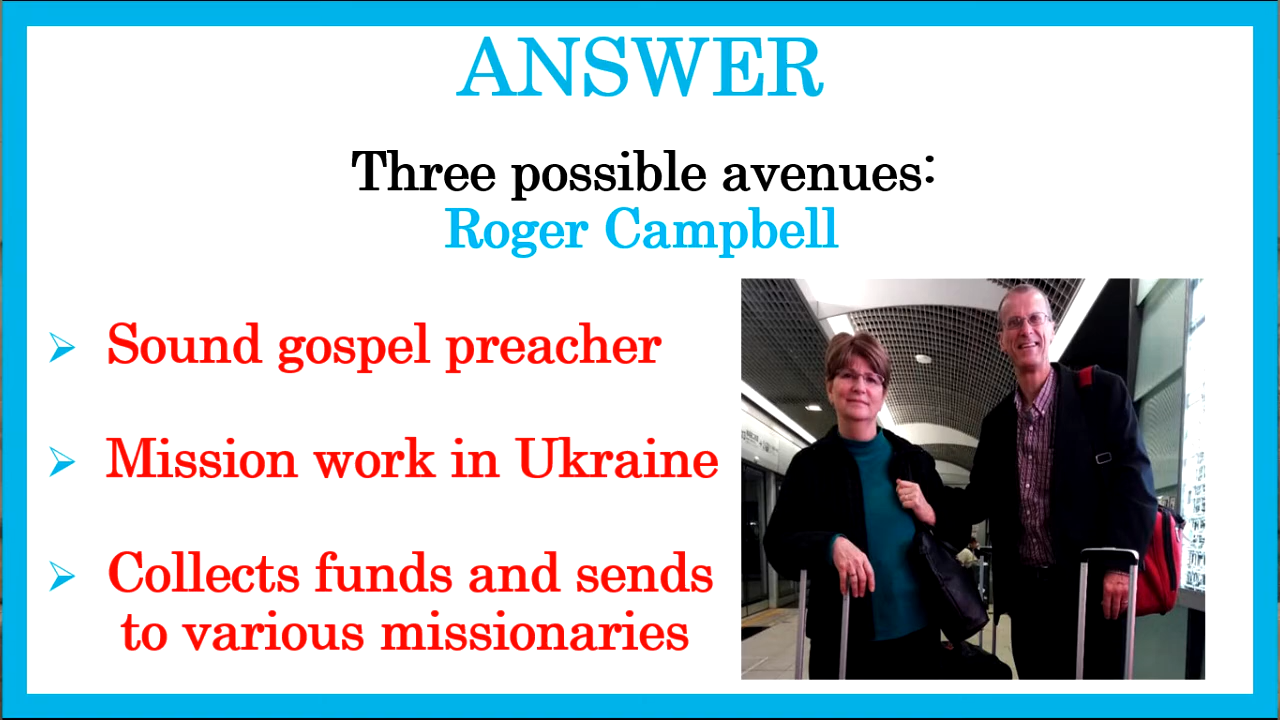 ANSWER
Three possible avenues:
Roger Campbell
Sound gospel preacher
Mission work in Ukraine
Collects funds and sends
to various missionaries